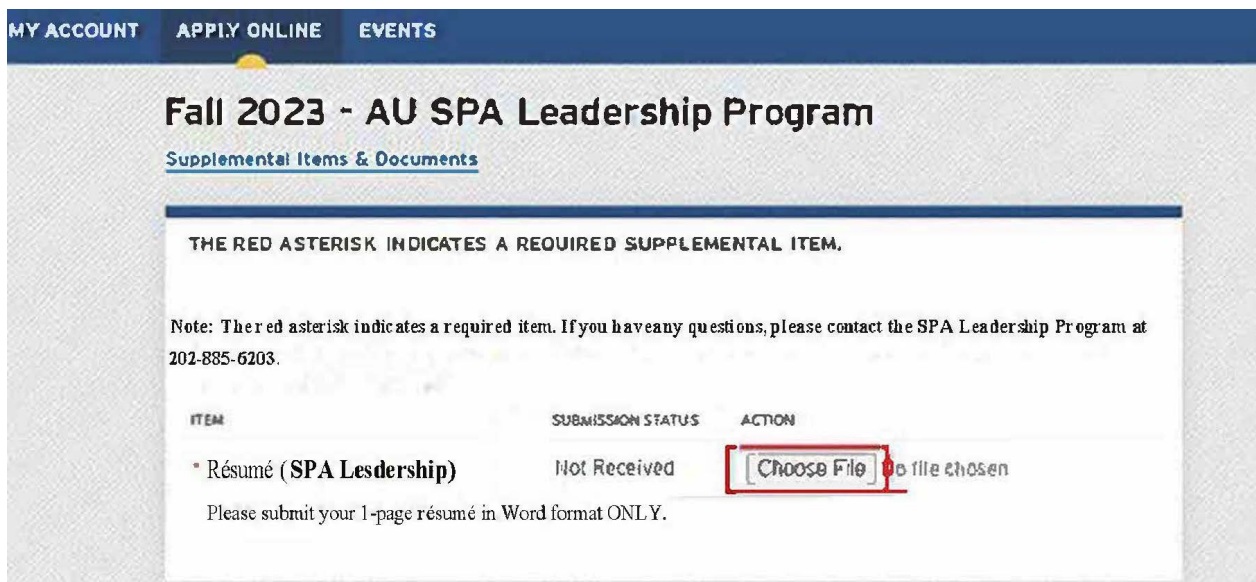 MY ACCOUNT APPLY ONLINE EVENTS
Fall 2023 - AU SPA Leadership Program
Supplemental Items & Documents
THE RED ASTERISK INDICATES A REQUIRED SUPPLEMENTAL ITEM.
Note: The red asterisk indicates a required item. If you haveany questions, please contact the SPA Leadership Program at
202-885-6203.
ITEM SUBMISSION STATUS ACTION
* Résumé (SPA Lesdership) Not Received Choose File No file chosen
Please submit your 1-page résumé in Word format ONLY.